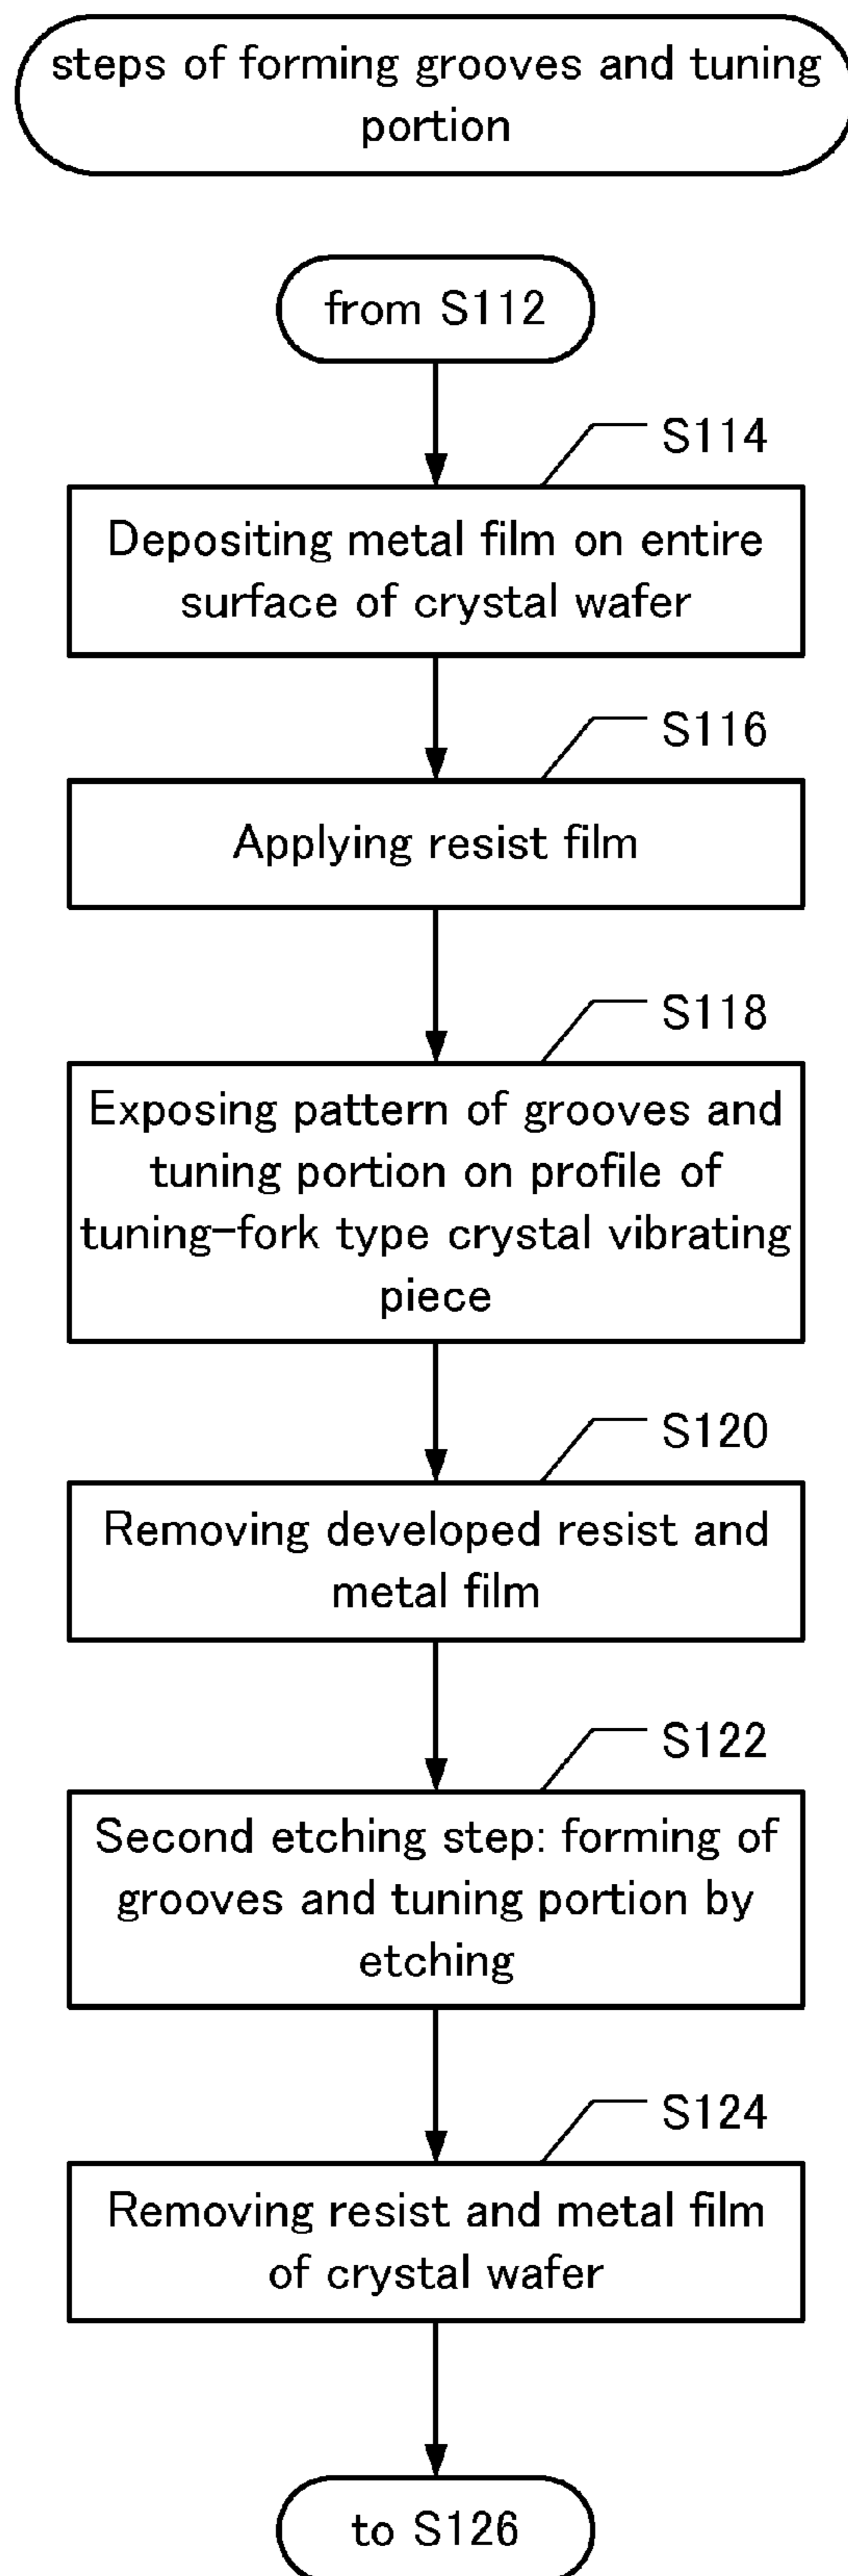 steps of forming grooves and tuning
portion
from S112
S114
Depositing metal film on entire
surface of crystal wafer
S116
Applying resist film
S118
Exposing pattern of grooves and
tuning portion on profile of
tuning-fork type crystal vibrating
piece
S120
Removing developed resist and
metal film
S122
Second etching step: forming of
grooves and tuning portion by
etching
S124
Removing resist and metal film
of crystal wafer
to S126